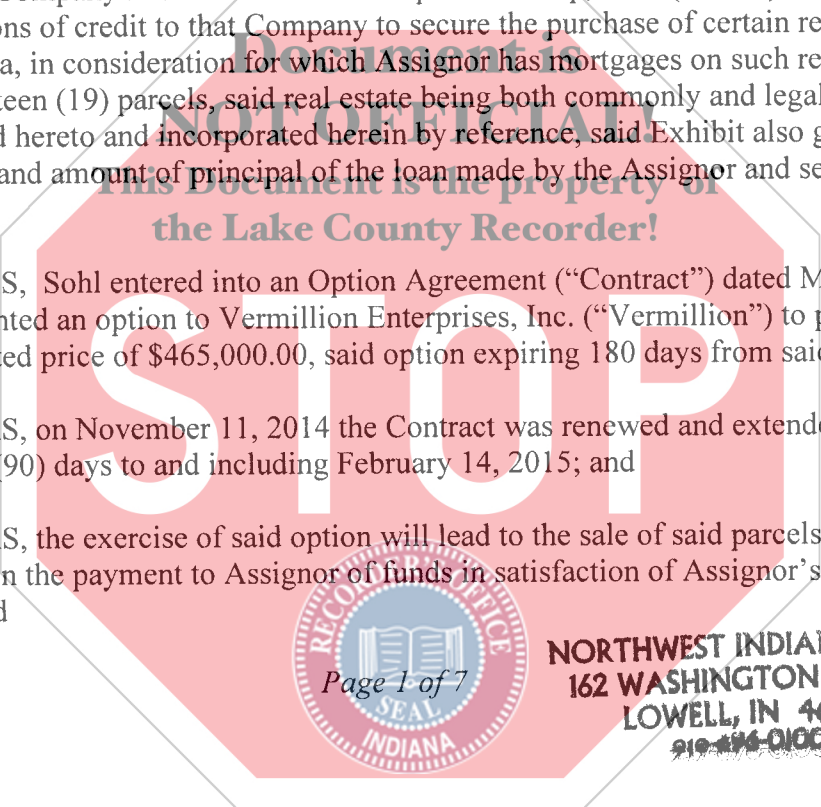 ons of credit to that Company to secure the purchase of certain re
a, in consideration for which Assignor has mortgages on such re
teen (19) parcels, said real estate being both commonly and legal
d hereto and incorporated herein by reference, said Exhibit also g
and amount of principal of the loan made by the Assignor and se
Document is
NOT OFFICIAL!
This Document is the property of
the Lake County Recorder!
STOP
S, Sohl entered into an Option Agreement (“Contract”) dated M
nted an option to Vermillion Enterprises, Inc. (“Vermillion”) to p
ted price of $465,000.00, said option expiring 180 days from said
S, on November 11, 2014 the Contract was renewed and extende
(90) days to and including February 14, 2015; and
S, the exercise of said option will lead to the sale of said parcels
n the payment to Assignor of funds in satisfaction of Assignor’s
d
RECORDER'S OFFICE
SEAL
INDIANA
Page 1 of 7
NORTHWEST INDIA
162 WASHINGTON
LOWELL, IN 4